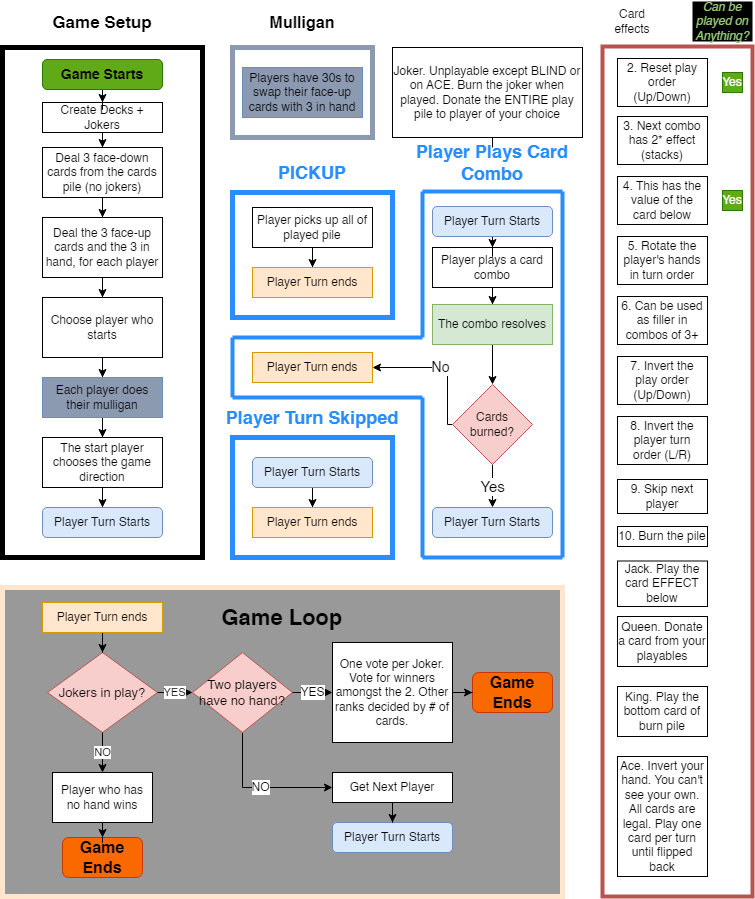 Game Setup
Game Starts
Create Decks +
Jokers
Deal 3 face-down
cards from the cards
pile (no jokers)
Deal the 3 face-up
cards and the 3 in
hand, for each player
Choose player who
starts
Each player does
their mulligan
The start player
chooses the game
direction
Player Turn Starts
Mulligan
Players have 30s to
swap their face-up
cards with 3 in hand
Joker. Unplayable except BLIND or
on ACE. Burn the joker when
played. Donate the ENTIRE play
pile to player of your choice
PICKUP
Player picks up all of
played pile
Player Turn ends
Player Plays Card
Combo
Player Turn Starts
Player plays a card
combo
The combo resolves
Cards
burned?
No
Player Turn ends
Yes
Player Turn Starts
Player Turn Skipped
Player Turn Starts
Player Turn ends
Game Loop
Player Turn ends
Jokers in play?
YES
Two players
have no hand?
YES
One vote per Joker.
Vote for winners
amongst the 2. Other
ranks decided by # of
cards.
Game
Ends
NO
Player who has
no hand wins
Game
Ends
NO
Get Next Player
Player Turn Starts
Card
effects
Can be
played on
Anything?
2. Reset play
order
(Up/Down)
Yes
3. Next combo
has 2* effect
(stacks)
4. This has the
value of the
card below
Yes
5. Rotate the
player's hands
in turn order
6. Can be used
as filler in
combos of 3+
7. Invert the
play order
(Up/Down)
8. Invert the
player turn
order (L/R)
9. Skip next
player
10. Burn the pile
Jack. Play the
card EFFECT
below
Queen. Donate
a card from your
playables
King. Play the
bottom card of
burn pile
Ace. Invert your
hand. You can't
see your own.
All cards are
legal. Play one
card per turn
until flipped
back